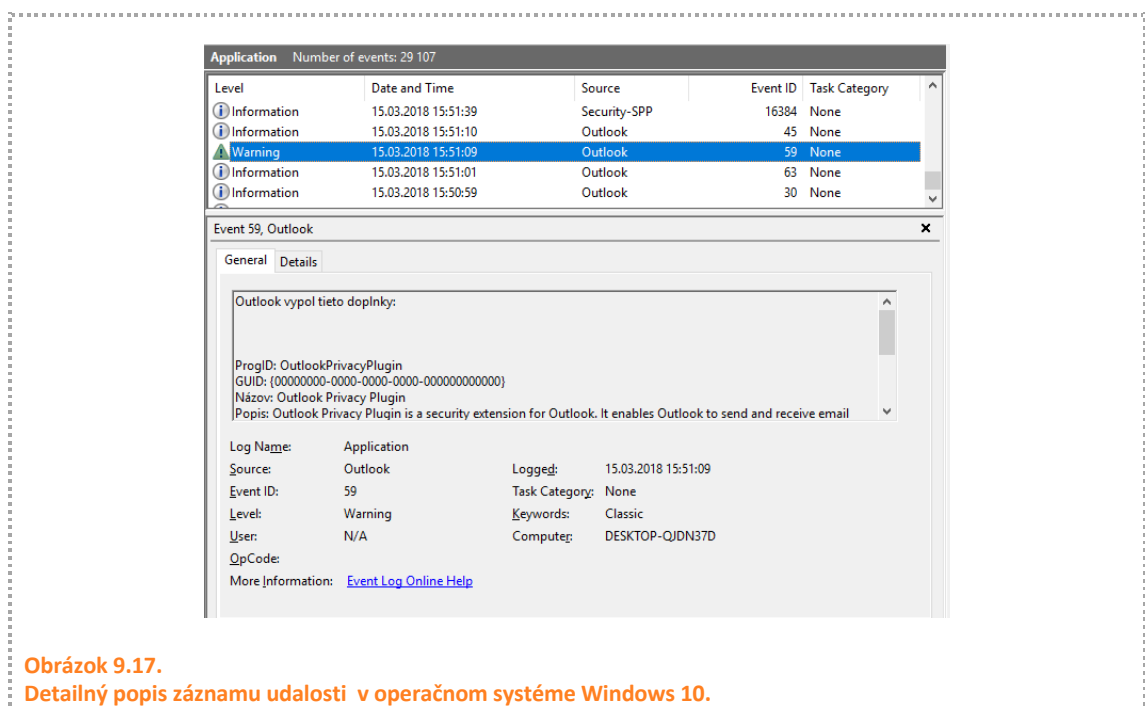 Application Number of events: 29 107
Level Date and Time Source Event ID Task Category
Information 15.03.2018 15:51:39 Security-SPP 16384 None
Information 15.03.2018 15:51:10 Outlook 45 None
Warning 15.03.2018 15:51:09 Outlook 59 None
Information 15.03.2018 15:51:01 Outlook 63 None
Information 15.03.2018 15:50:59 Outlook 30 None
Event 59, Outlook
General Details
Outlook vypol tieto doplnky:
ProgID: OutlookPrivacyPlugin
GUID: {00000000-0000-0000-0000-000000000000}
Názov: Outlook Privacy Plugin
Popis: Outlook Privacy Plugin is a security extension for Outlook. It enables Outlook to send and receive email
Log Name: Application
Source: Outlook Logged: 15.03.2018 15:51:09
Event ID: 59 Task Category: None
Level: Warning Keywords: Classic
User: N/A Computer: DESKTOP-QJDN37D
OpCode:
More Information: Event Log Online Help
Obrázok 9.17.
Detailný popis záznamu udalosti v operačnom systéme Windows 10.